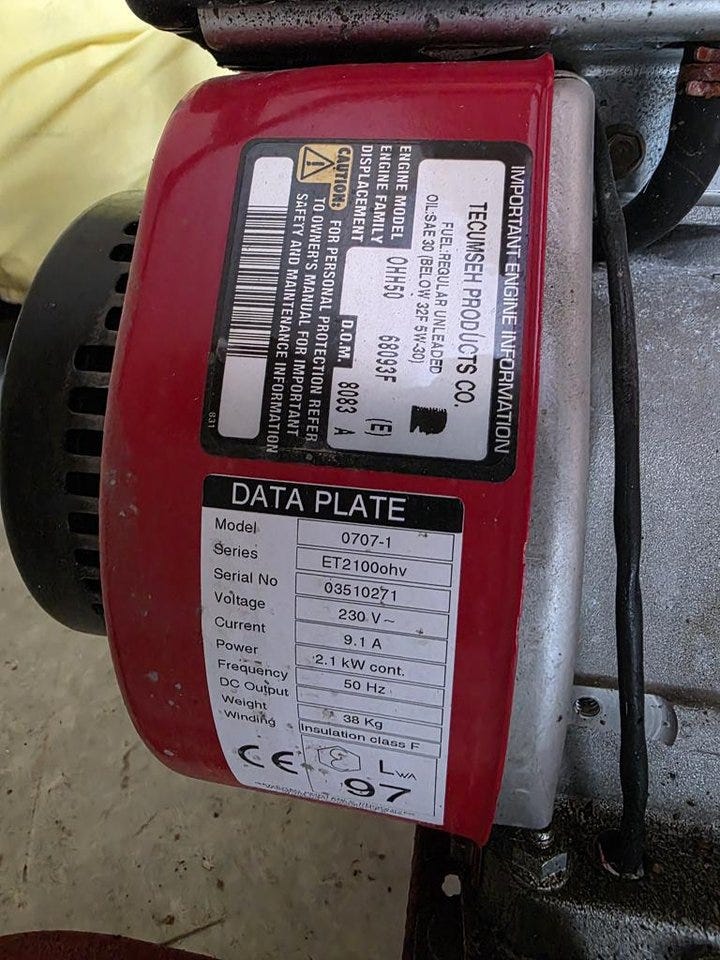 IMPORTANT ENGINE INFORMATION
TECUMSEH PRODUCTS CO.
FUEL:REGULAR UNLEADED
OIL:SAE 30 (BELOW 32F 5W-30)
ENGINE MODEL OHH50 (E)
ENGINE FAMILY 68093F
DISPLACEMENT D.O.M. 8083 A
CAUTION: FOR PERSONAL PROTECTION REFER
TO OWNER'S MANUAL FOR IMPORTANT
SAFETY AND MAINTENANCE INFORMATION
831
DATA PLATE
Model 0707-1
Series ET2100ohv
Serial No 03510271
Voltage 230 V~
Current 9.1 A
Power 2.1 kW cont.
Frequency 50 Hz
DC Output
Weight 38 Kg
Winding Insulation class F
CE LWA
97